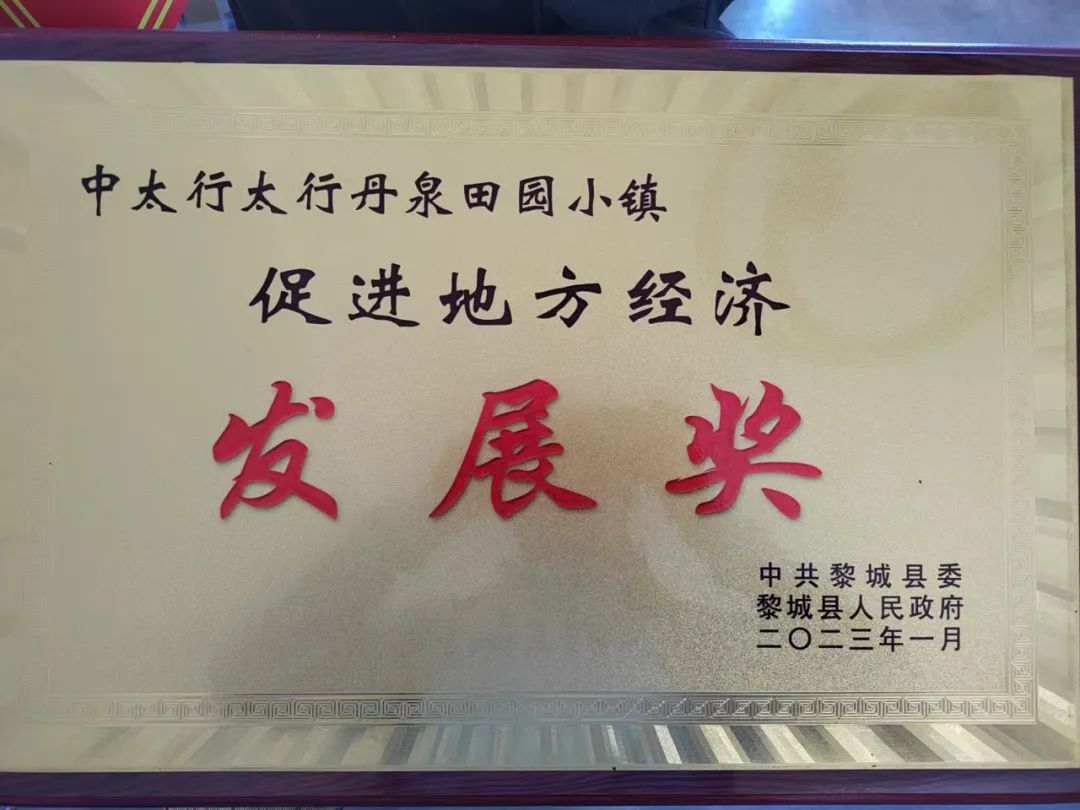 中太行太行丹泉田园小镇
促进地方经济
发展奖
中共黎城县委
黎城县人民政府
二〇二三年一月